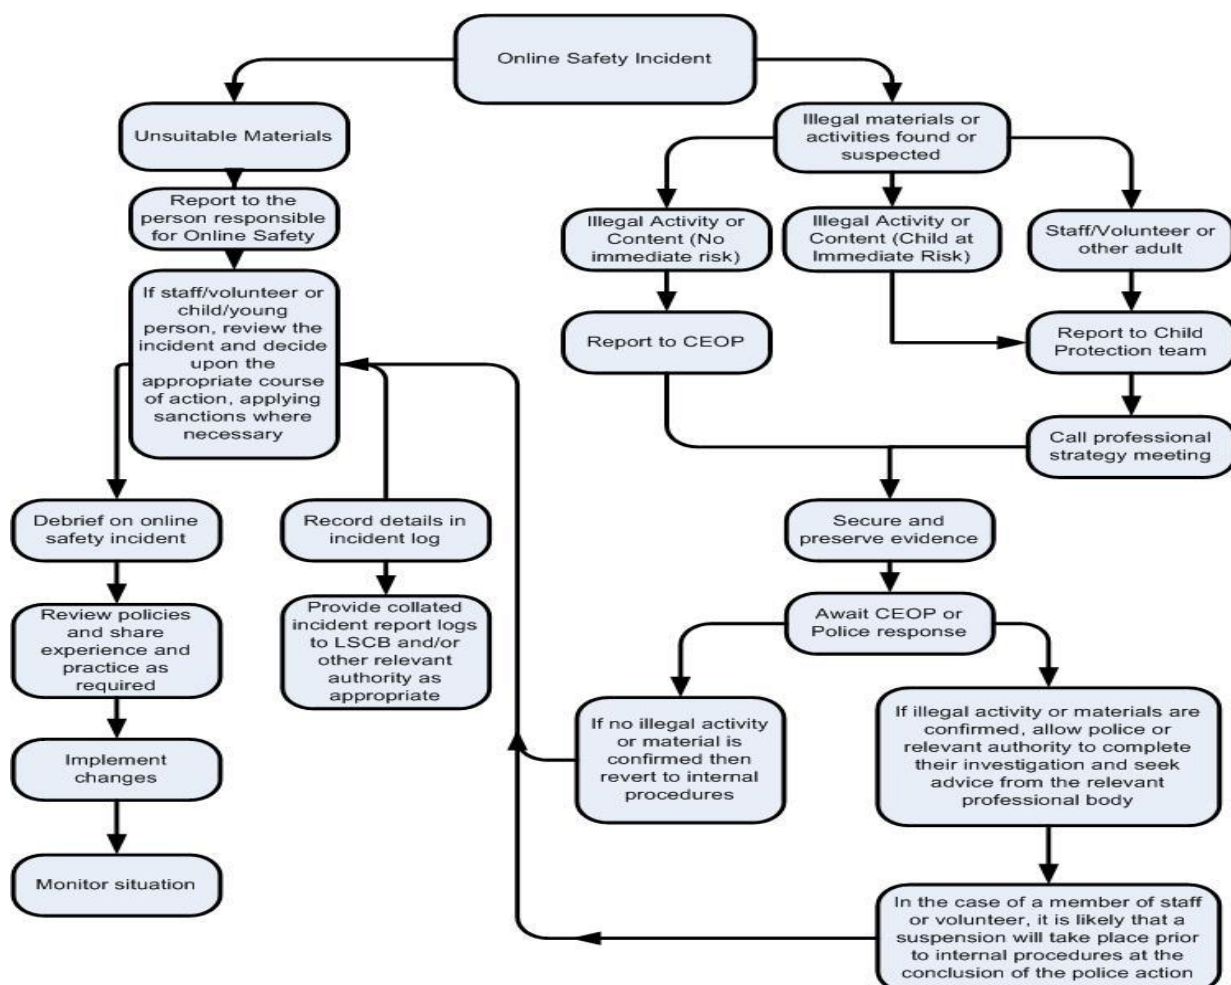 Online Safety Incident
Unsuitable Materials
Report to the
person responsible
for Online Safety
If staff/volunteer or
child/young
person, review the
incident and decide
upon the
appropriate course
of action, applying
sanctions where
necessary
Debrief on online
safety incident
Review policies
and share
experience and
practice as
required
Implement
changes
Monitor situation
Record details in
incident log
Provide collated
incident report logs
to LSCB and/or
other relevant
authority as
appropriate
Illegal materials or
activities found or
suspected
Illegal Activity or
Content (No
immediate risk)
Illegal Activity or
Content (Child at
Immediate Risk)
Staff/Volunteer or
other adult
Report to CEOP
Report to Child
Protection team
Call professional
strategy meeting
Secure and
preserve evidence
Await CEOP or
Police response
If no illegal activity
or material is
confirmed then
revert to internal
procedures
If illegal activity or materials are
confirmed, allow police or
relevant authority to complete
their investigation and seek
advice from the relevant
professional body
In the case of a member of staff
or volunteer, it is likely that a
suspension will take place prior
to internal procedures at the
conclusion of the police action